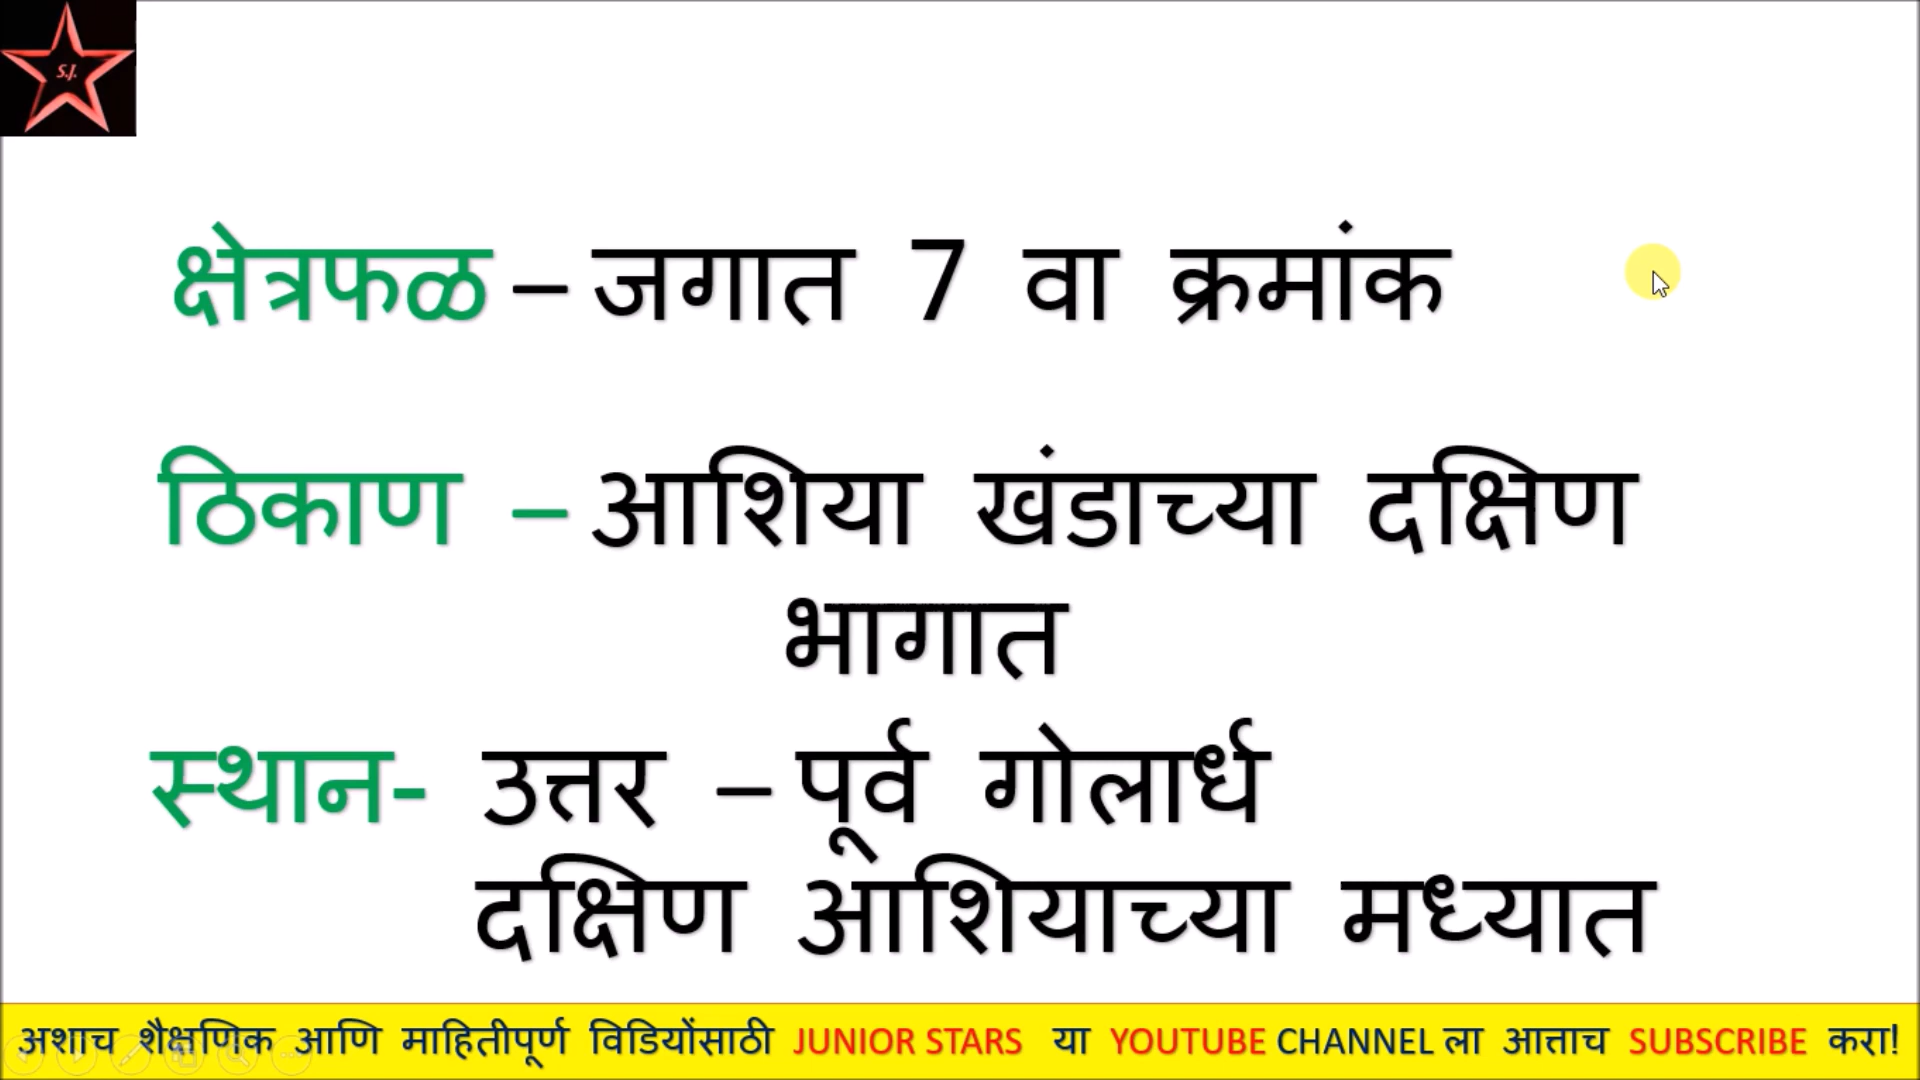 S.J.
क्षेत्रफळ – जगात 7 वा क्रमांक
ठिकाण – आशिया खंडाच्या दक्षिण
भागात
स्थान- उत्तर – पूर्व गोलार्ध
दक्षिण आशियाच्या मध्यात
अशाच शैक्षणिक आणि माहितीपूर्ण विडियोंसाठी JUNIOR STARS या YOUTUBE CHANNEL ला आत्ताच SUBSCRIBE करा!